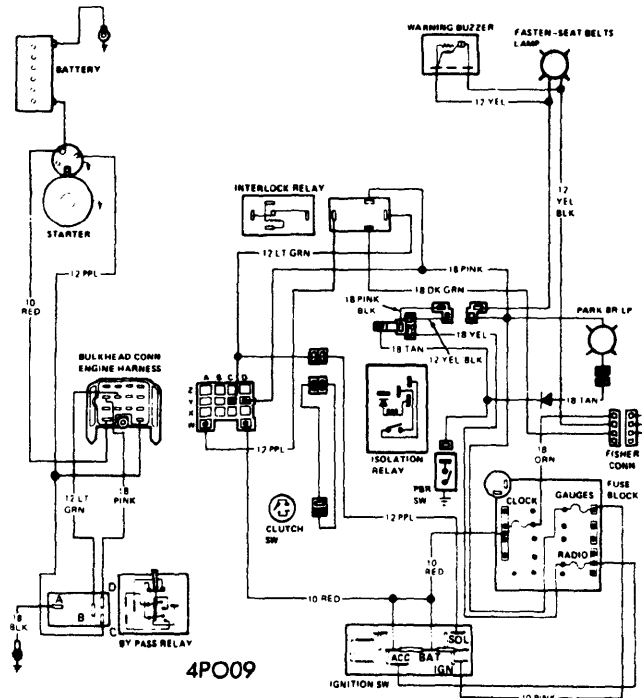 WARNING BUZZER
FASTEN-SEAT BELTS
LAMP
BATTERY
12 YEL
12
YEL
BLK
INTERLOCK RELAY
STARTER
12 LT GRN
12 PPL
18 PINK
18 DK GRN
10
RED
18 PINK
BLK
18 YEL
PARK BR LP
18 TAN
12 YEL BLK
BULKHEAD CONN
ENGINE HARNESS
A B C D
Z
Y
X
W
18 TAN
12 PPL
ISOLATION
RELAY
18
ORN
FISHER
CONN
PBR
SW
FUSE
BLOCK
CLOCK
GAUGES
12 LT
GRN
18
PINK
CLUTCH
SW
12 PPL
RADIO
10
RED
10 RED
A
B
C
D
18
BLK
BY PASS RELAY
SOL
ACC
BAT
IGN
IGNITION SW
4PO09
10 PINK